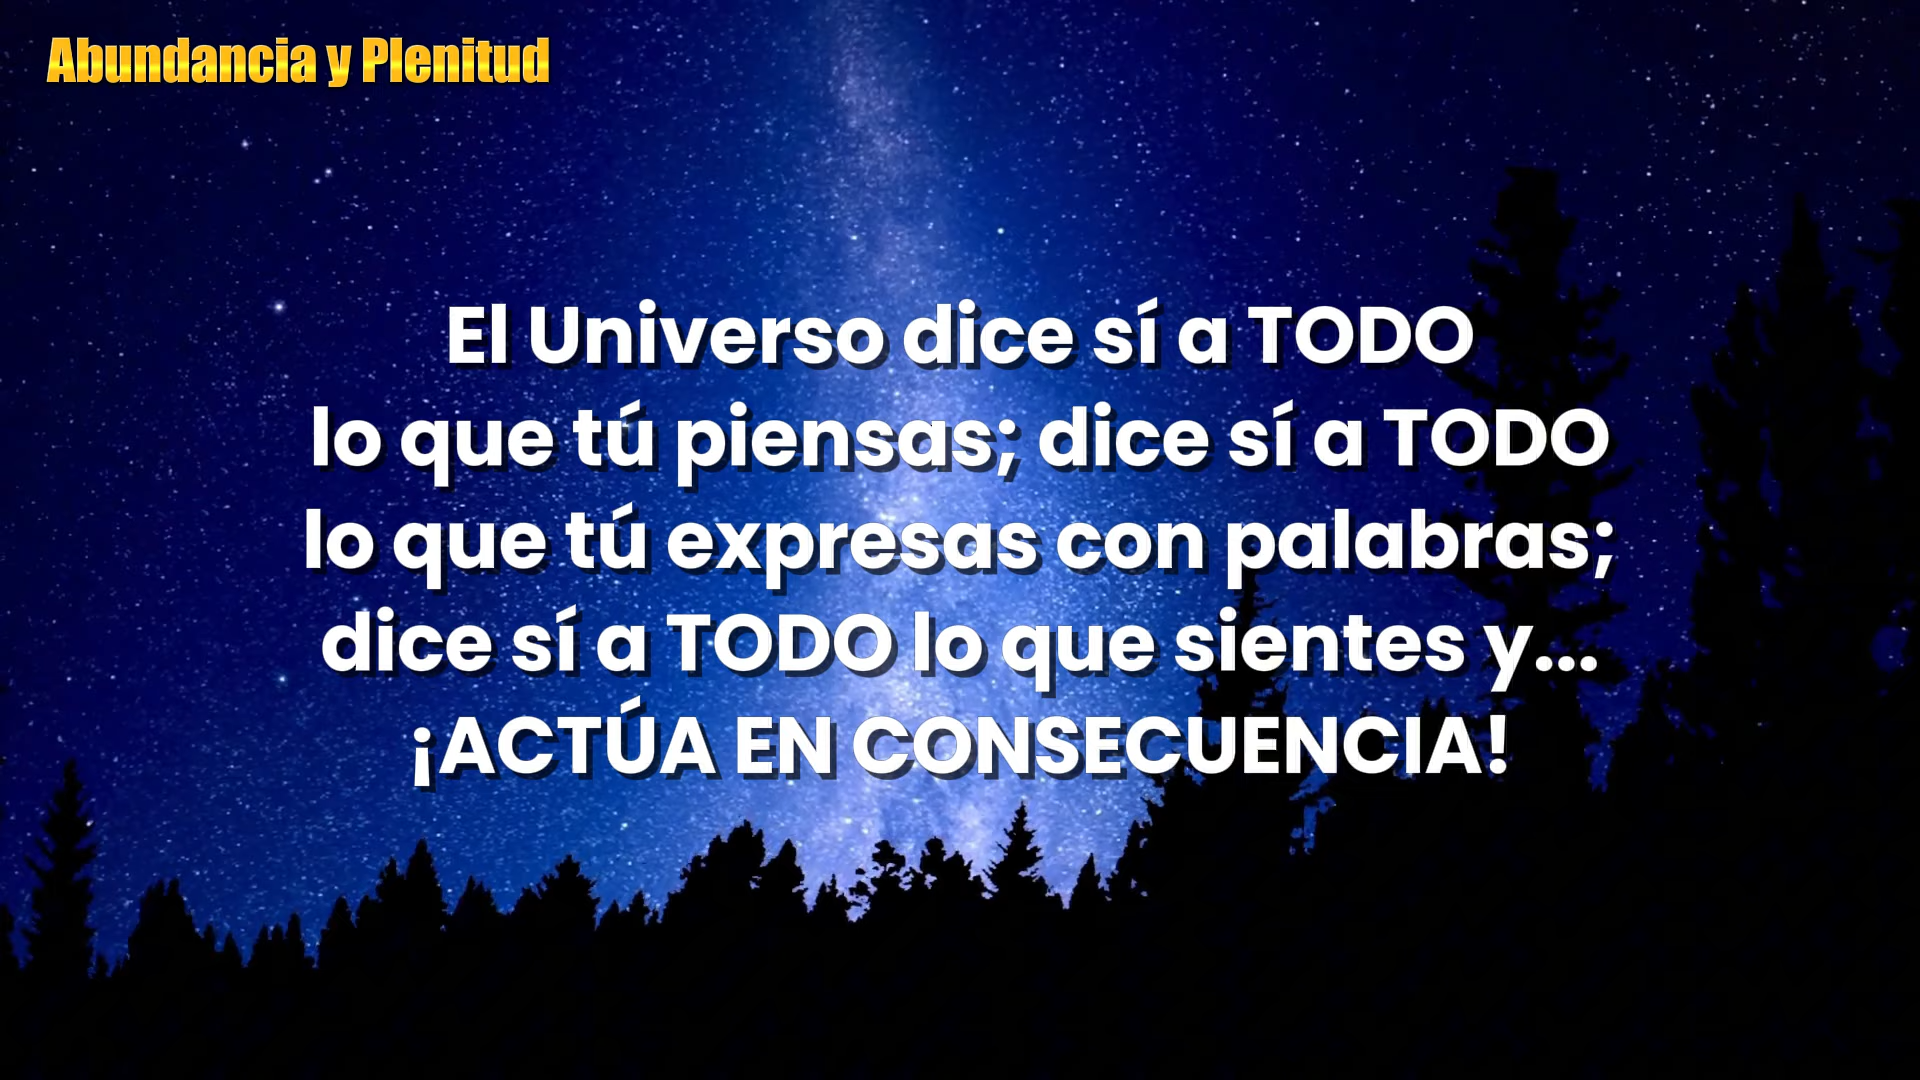 Abundancia y Plenitud
El Universo dice sí a TODO
lo que tú piensas; dice sí a TODO
lo que tú expresas con palabras;
dice sí a TODO lo que sientes y...
¡ACTÚA EN CONSECUENCIA!